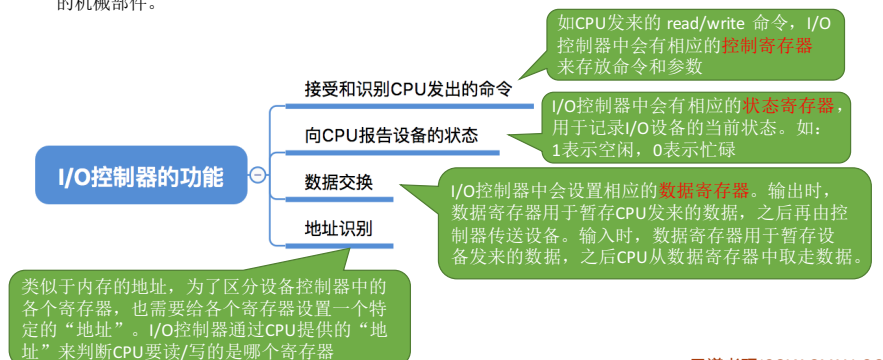 的机械部件。
如CPU发来的 read/write 命令，I/O
控制器中会有相应的控制寄存器
来存放命令和参数
接受和识别CPU发出的命令
I/O控制器中会有相应的状态寄存器，
用于记录I/O设备的当前状态。如：
1表示空闲，0表示忙碌
向CPU报告设备的状态
I/O控制器的功能
数据交换
I/O控制器中会设置相应的数据寄存器。输出时，
数据寄存器用于暂存CPU发来的数据，之后再由控
制器传送设备。输入时，数据寄存器用于暂存设
备发来的数据，之后CPU从数据寄存器中取走数据。
地址识别
类似于内存的地址，为了区分设备控制器中的
各个寄存器，也需要给各个寄存器设置一个特
定的“地址”。I/O控制器通过CPU提供的“地
址”来判断CPU要读/写的是哪个寄存器